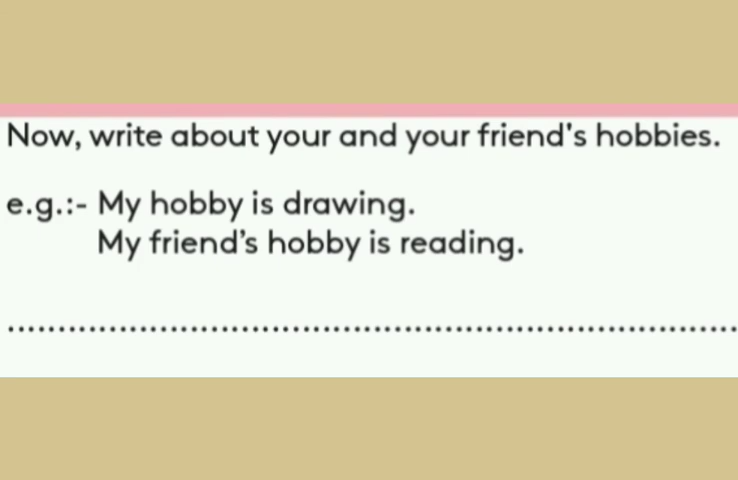 Now, write about your and your friend's hobbies.
e.g.:- My hobby is drawing.
My friend’s hobby is reading.
................................................................................